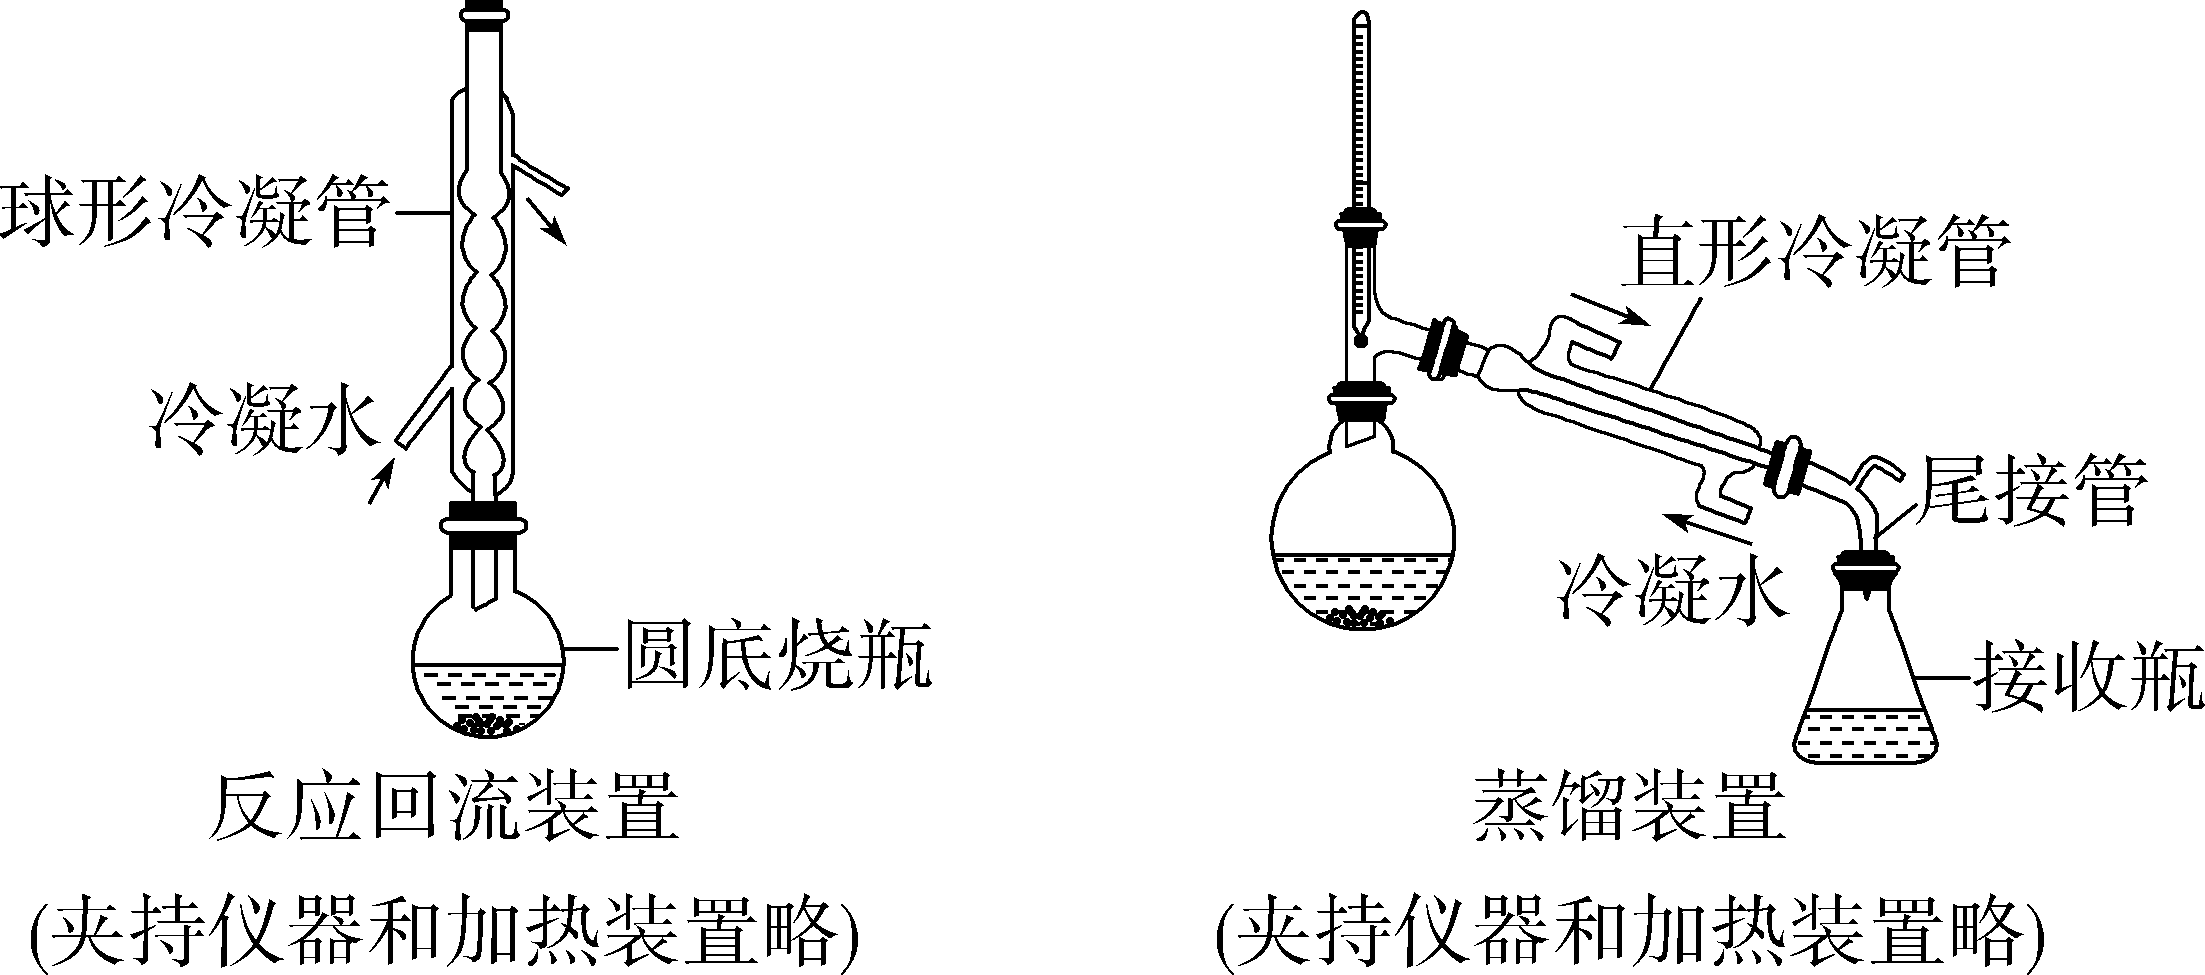 球形冷凝管
冷凝水
圆底烧瓶
反应回流装置
(夹持仪器和加热装置略)
直形冷凝管
尾接管
冷凝水
接收瓶
蒸馏装置
(夹持仪器和加热装置略)